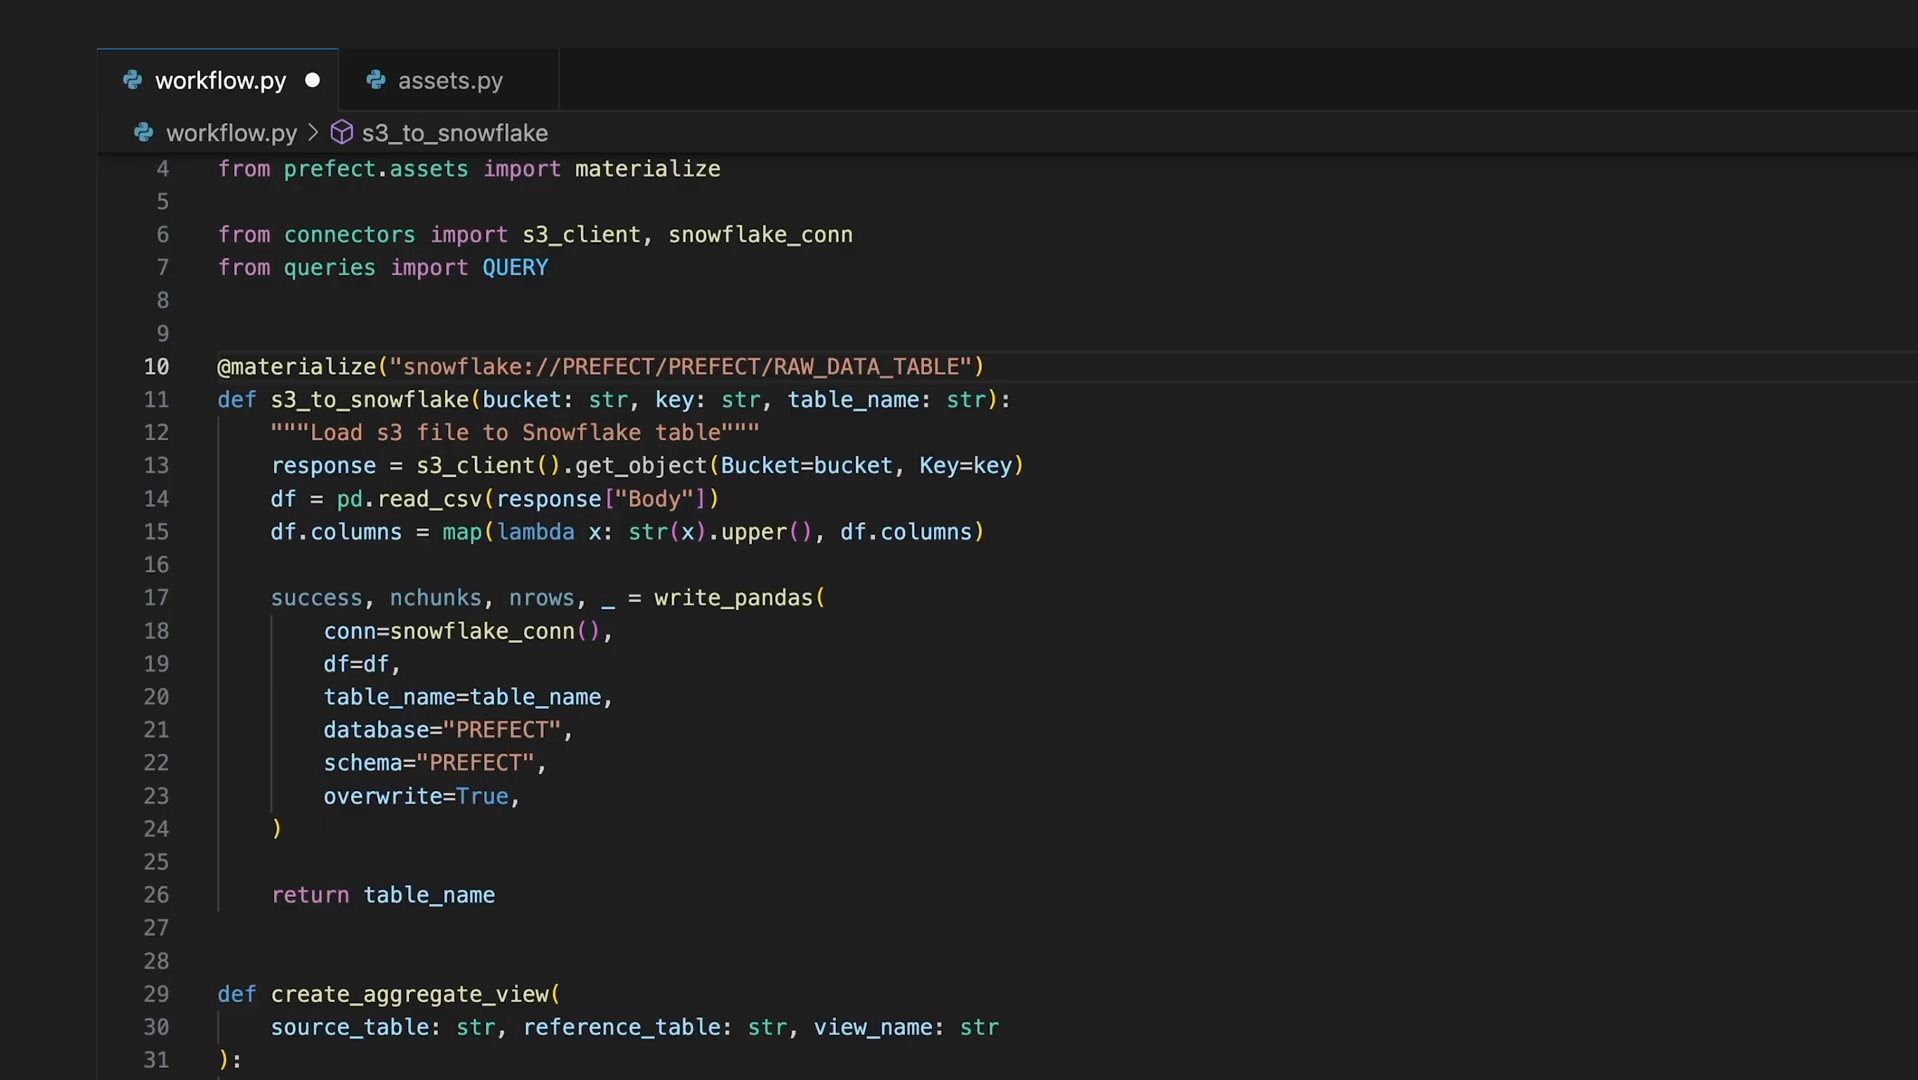 workflow.py
assets.py
workflow.py > s3_to_snowflake
4 from prefect.assets import materialize
5
6 from connectors import s3_client, snowflake_conn
7 from queries import QUERY
8
9
10 @materialize("snowflake://PREFECT/PREFECT/RAW_DATA_TABLE")
11 def s3_to_snowflake(bucket: str, key: str, table_name: str):
12     """Load s3 file to Snowflake table"""
13     response = s3_client().get_object(Bucket=bucket, Key=key)
14     df = pd.read_csv(response["Body"])
15     df.columns = map(lambda x: str(x).upper(), df.columns)
16
17     success, nchunks, nrows, _ = write_pandas(
18         conn=snowflake_conn(),
19         df=df,
20         table_name=table_name,
21         database="PREFECT",
22         schema="PREFECT",
23         overwrite=True,
24     )
25
26     return table_name
27
28
29 def create_aggregate_view(
30     source_table: str, reference_table: str, view_name: str
31 ):